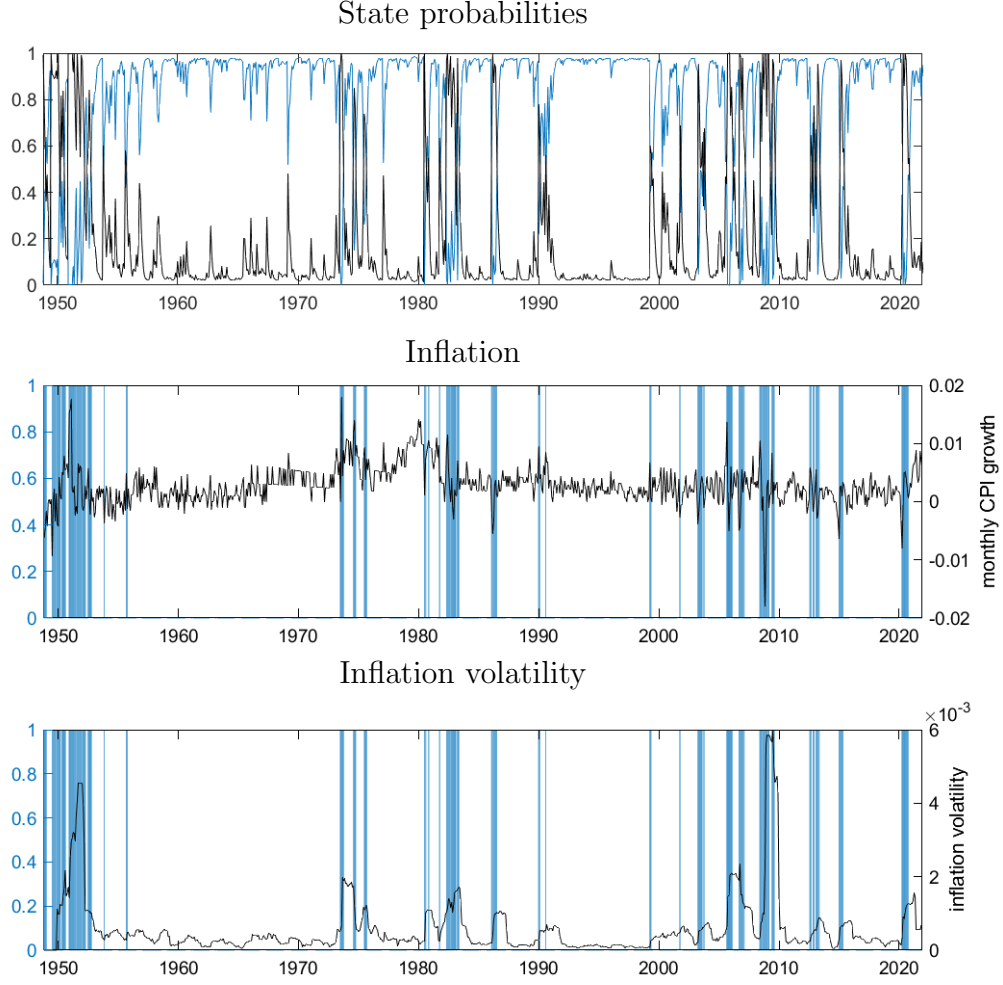 State probabilities
1
0.8
0.6
0.4
0.2
0
1950 1960 1970 1980 1990 2000 2010 2020
Inflation
1 0.02
0.8 0.01
0.6 0
0.4 -0.01
0.2
0 -0.02
monthly CPI growth
1950 1960 1970 1980 1990 2000 2010 2020
Inflation volatility
×10-3
1 6
0.8
0.6 4
0.4 2
0.2
0 0
inflation volatility
1950 1960 1970 1980 1990 2000 2010 2020